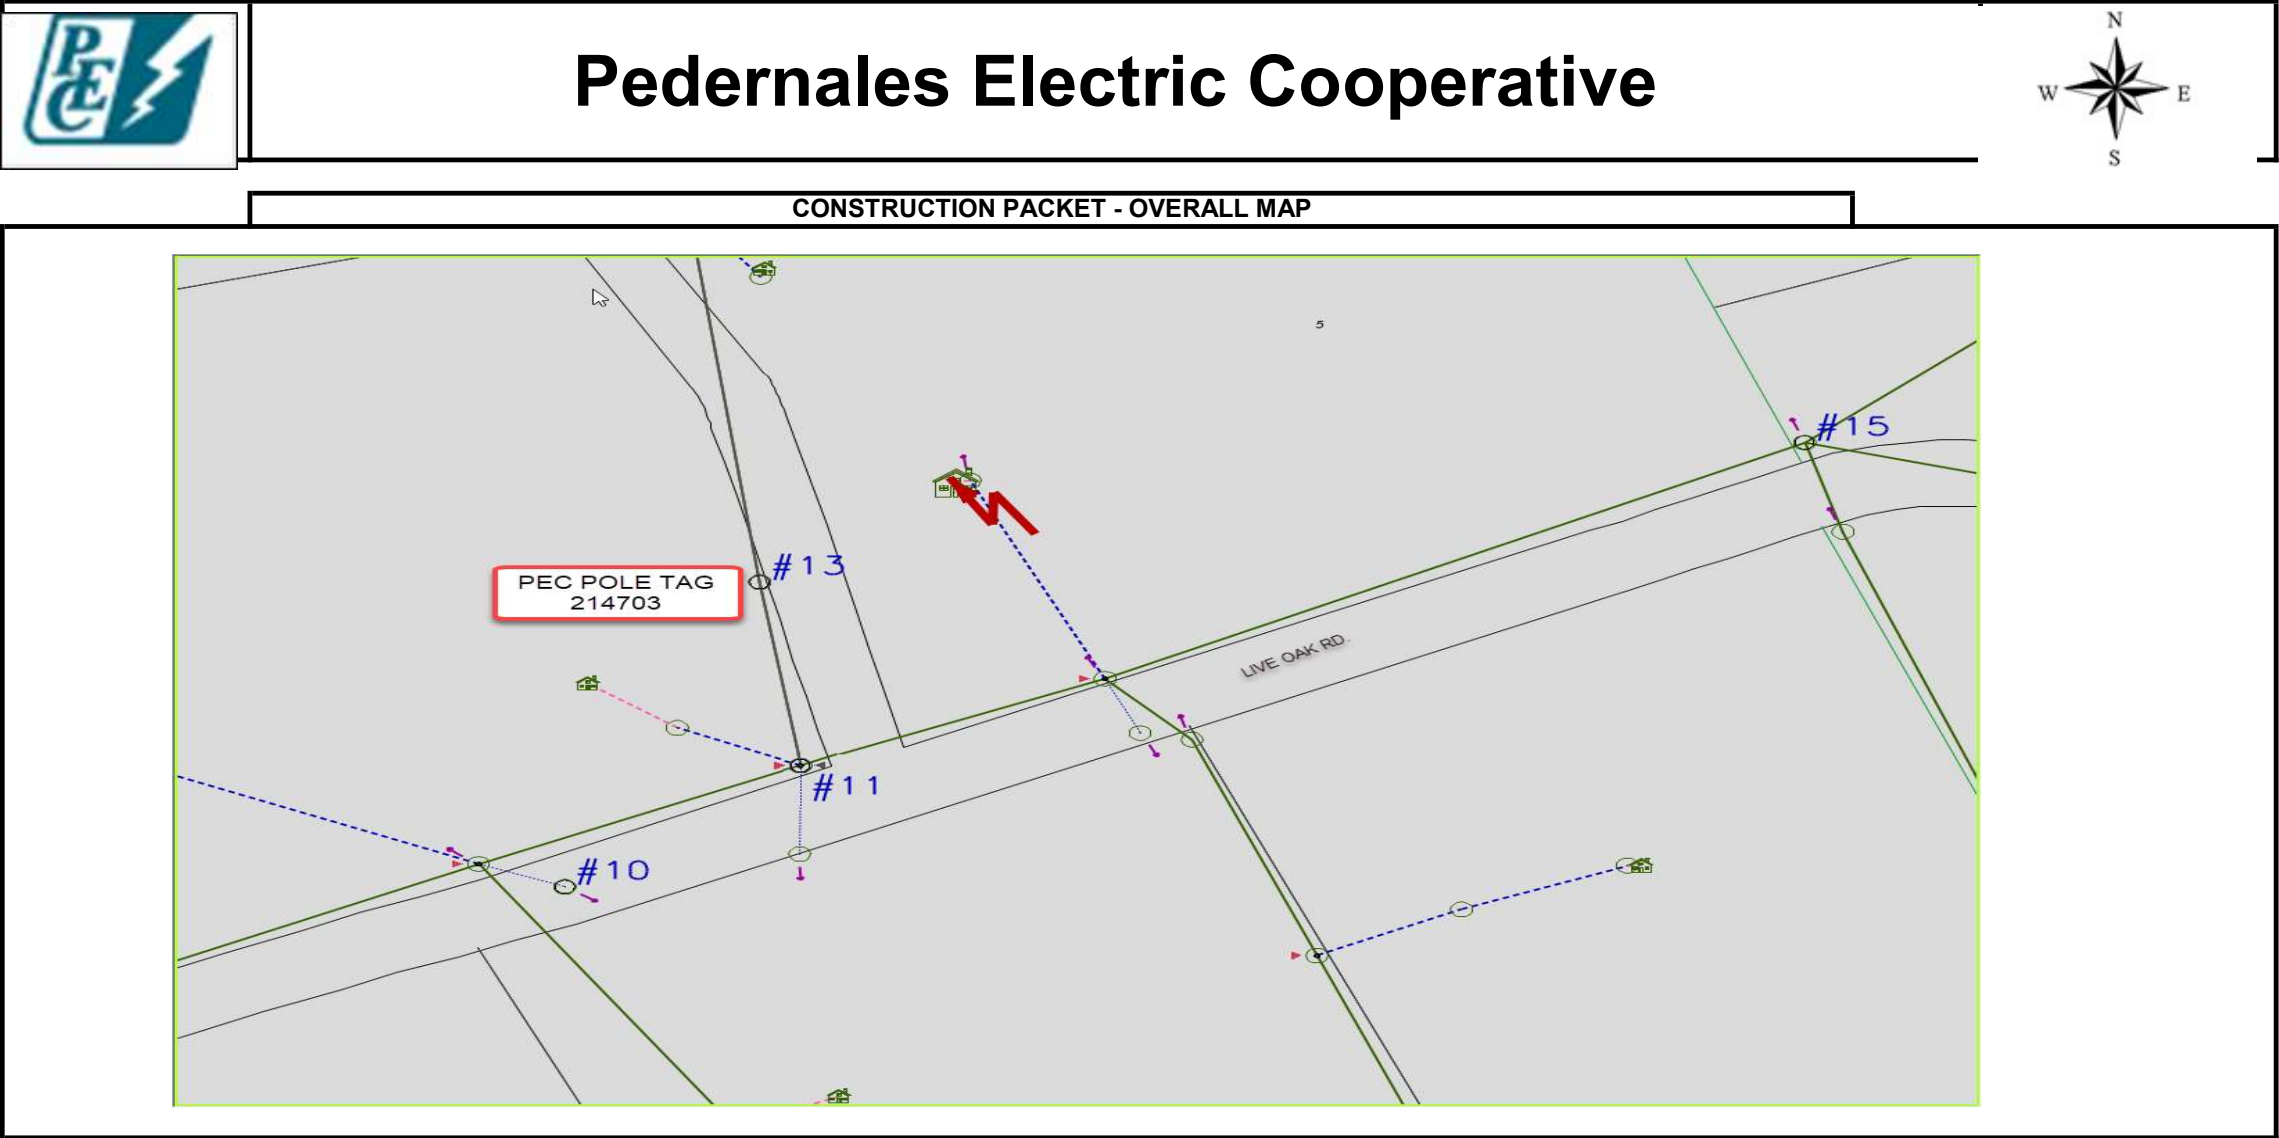 PEC
Pedernales Electric Cooperative
N
W E
S
CONSTRUCTION PACKET - OVERALL MAP
5
#15
#13
PEC POLE TAG
214703
LIVE OAK RD.
#11
#10